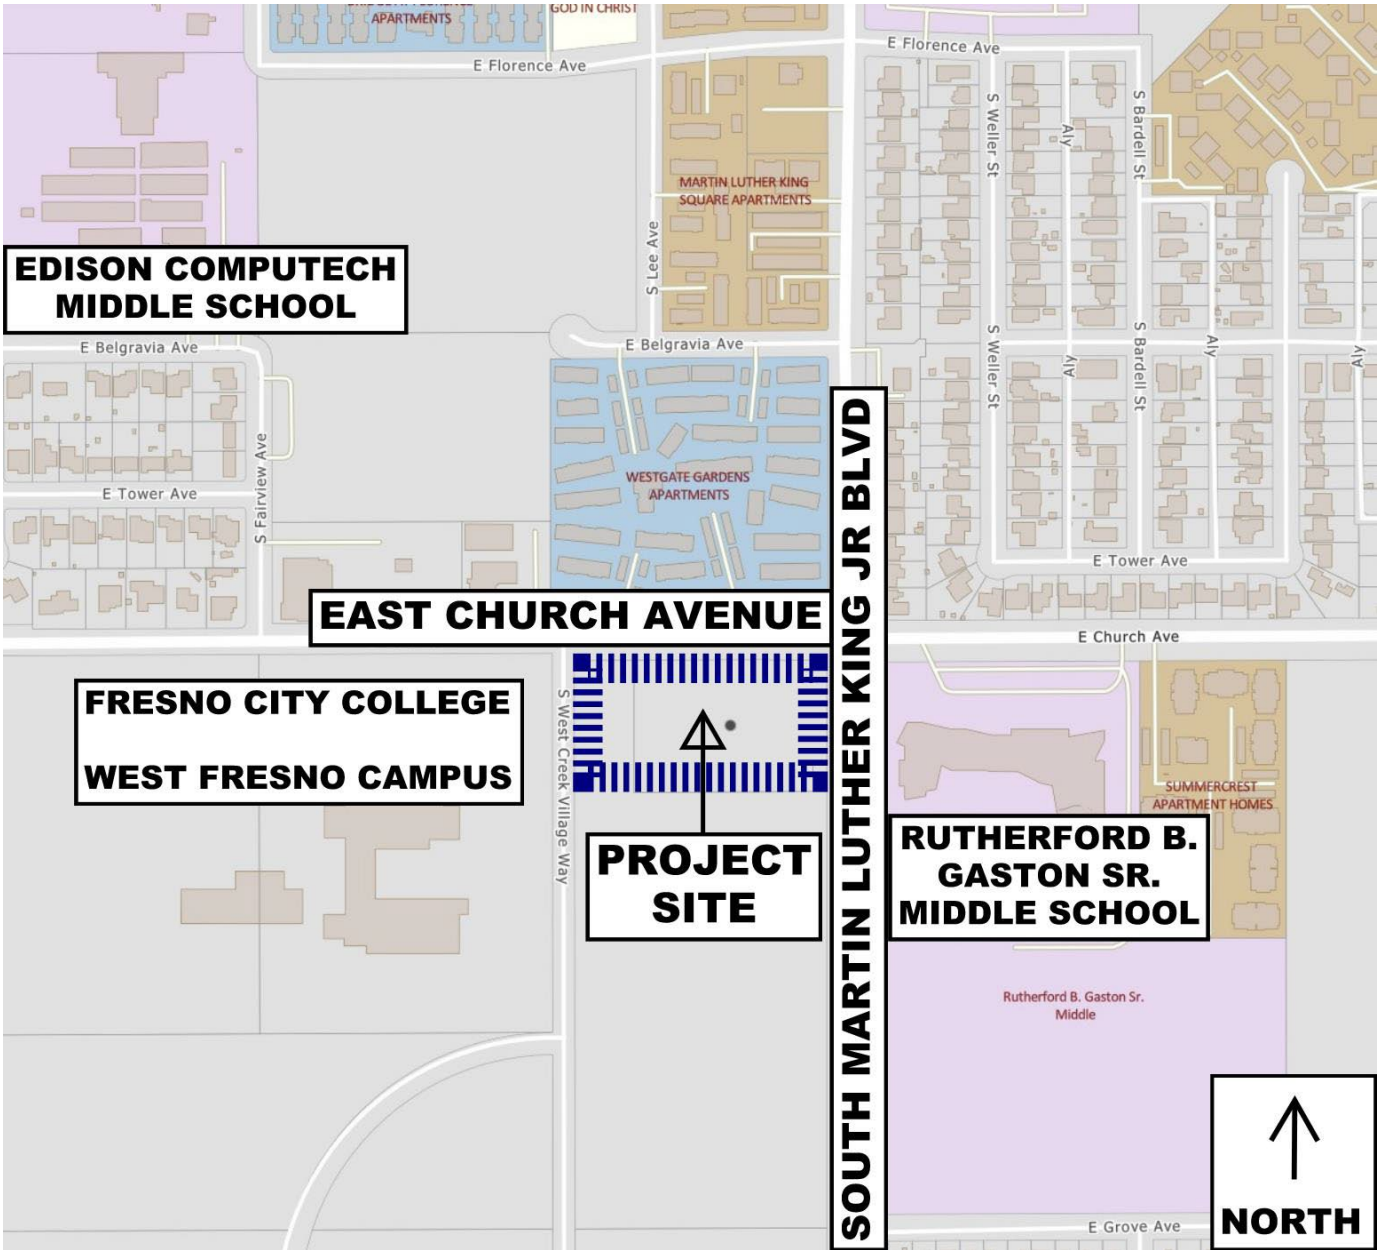 APARTMENTS
GOD IN CHRIST
E Florence Ave
E Florence Ave
S Weller St
Aly
S Bardell St
MARTIN LUTHER KING
SQUARE APARTMENTS
S Lee Ave
EDISON COMPUTECH
MIDDLE SCHOOL
E Belgravia Ave
E Belgravia Ave
S Weller St
Aly
S Bardell St
Aly
Aly
WESTGATE GARDENS
APARTMENTS
E Tower Ave
S Fairview Ave
E Tower Ave
EAST CHURCH AVENUE
SOUTH MARTIN LUTHER KING JR BLVD
E Church Ave
FRESNO CITY COLLEGE
WEST FRESNO CAMPUS
S West Creek Village Way
SUMMERCREST
APARTMENT HOMES
PROJECT
SITE
RUTHERFORD B.
GASTON SR.
MIDDLE SCHOOL
Rutherford B. Gaston Sr.
Middle
E Grove Ave
NORTH